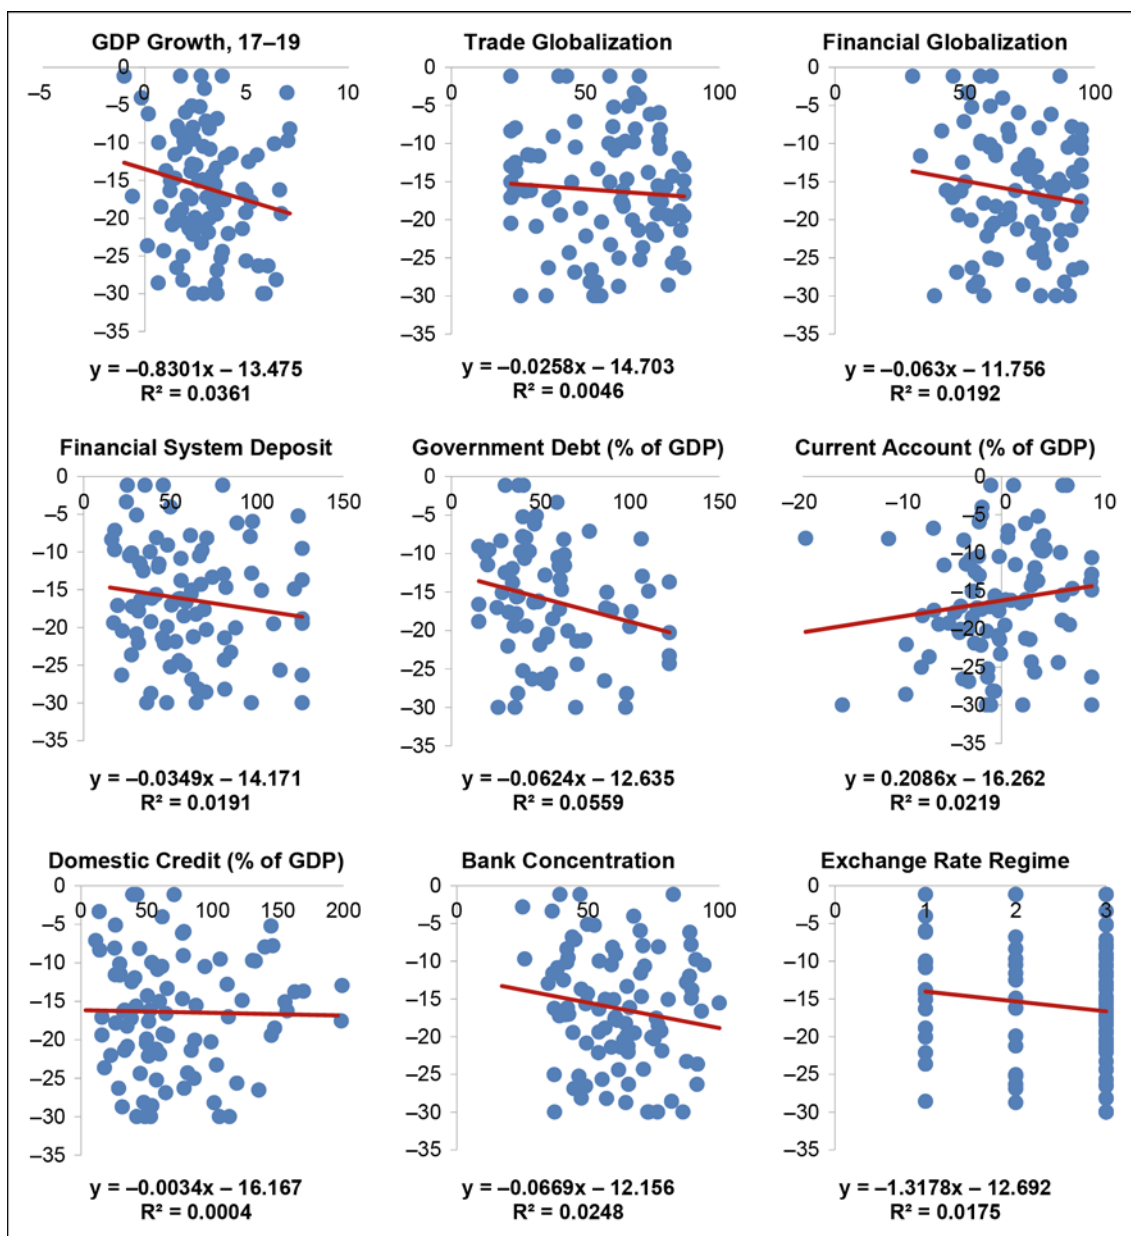 GDP Growth, 17–19
Trade Globalization
Financial Globalization
0
–5 0 5 10
–5
–10
–15
–20
–25
–30
–35
0
0 50 100
–5
–10
–15
–20
–25
–30
–35
0
0 50 100
–5
–10
–15
–20
–25
–30
–35
y = –0.8301x – 13.475
R² = 0.0361
y = –0.0258x – 14.703
R² = 0.0046
y = –0.063x – 11.756
R² = 0.0192
Financial System Deposit
Government Debt (% of GDP)
Current Account (% of GDP)
0
0 50 100 150
–5
–10
–15
–20
–25
–30
–35
0
0 50 100 150
–5
–10
–15
–20
–25
–30
–35
0
–20 –10 0 10
–5
–10
–15
–20
–25
–30
–35
y = –0.0349x – 14.171
R² = 0.0191
y = –0.0624x – 12.635
R² = 0.0559
y = 0.2086x – 16.262
R² = 0.0219
Domestic Credit (% of GDP)
Bank Concentration
Exchange Rate Regime
0
0 50 100 150 200
–5
–10
–15
–20
–25
–30
–35
0
0 50 100
–5
–10
–15
–20
–25
–30
–35
0
0 1 2 3
–5
–10
–15
–20
–25
–30
–35
y = –0.0034x – 16.167
R² = 0.0004
y = –0.0669x – 12.156
R² = 0.0248
y = –1.3178x – 12.692
R² = 0.0175